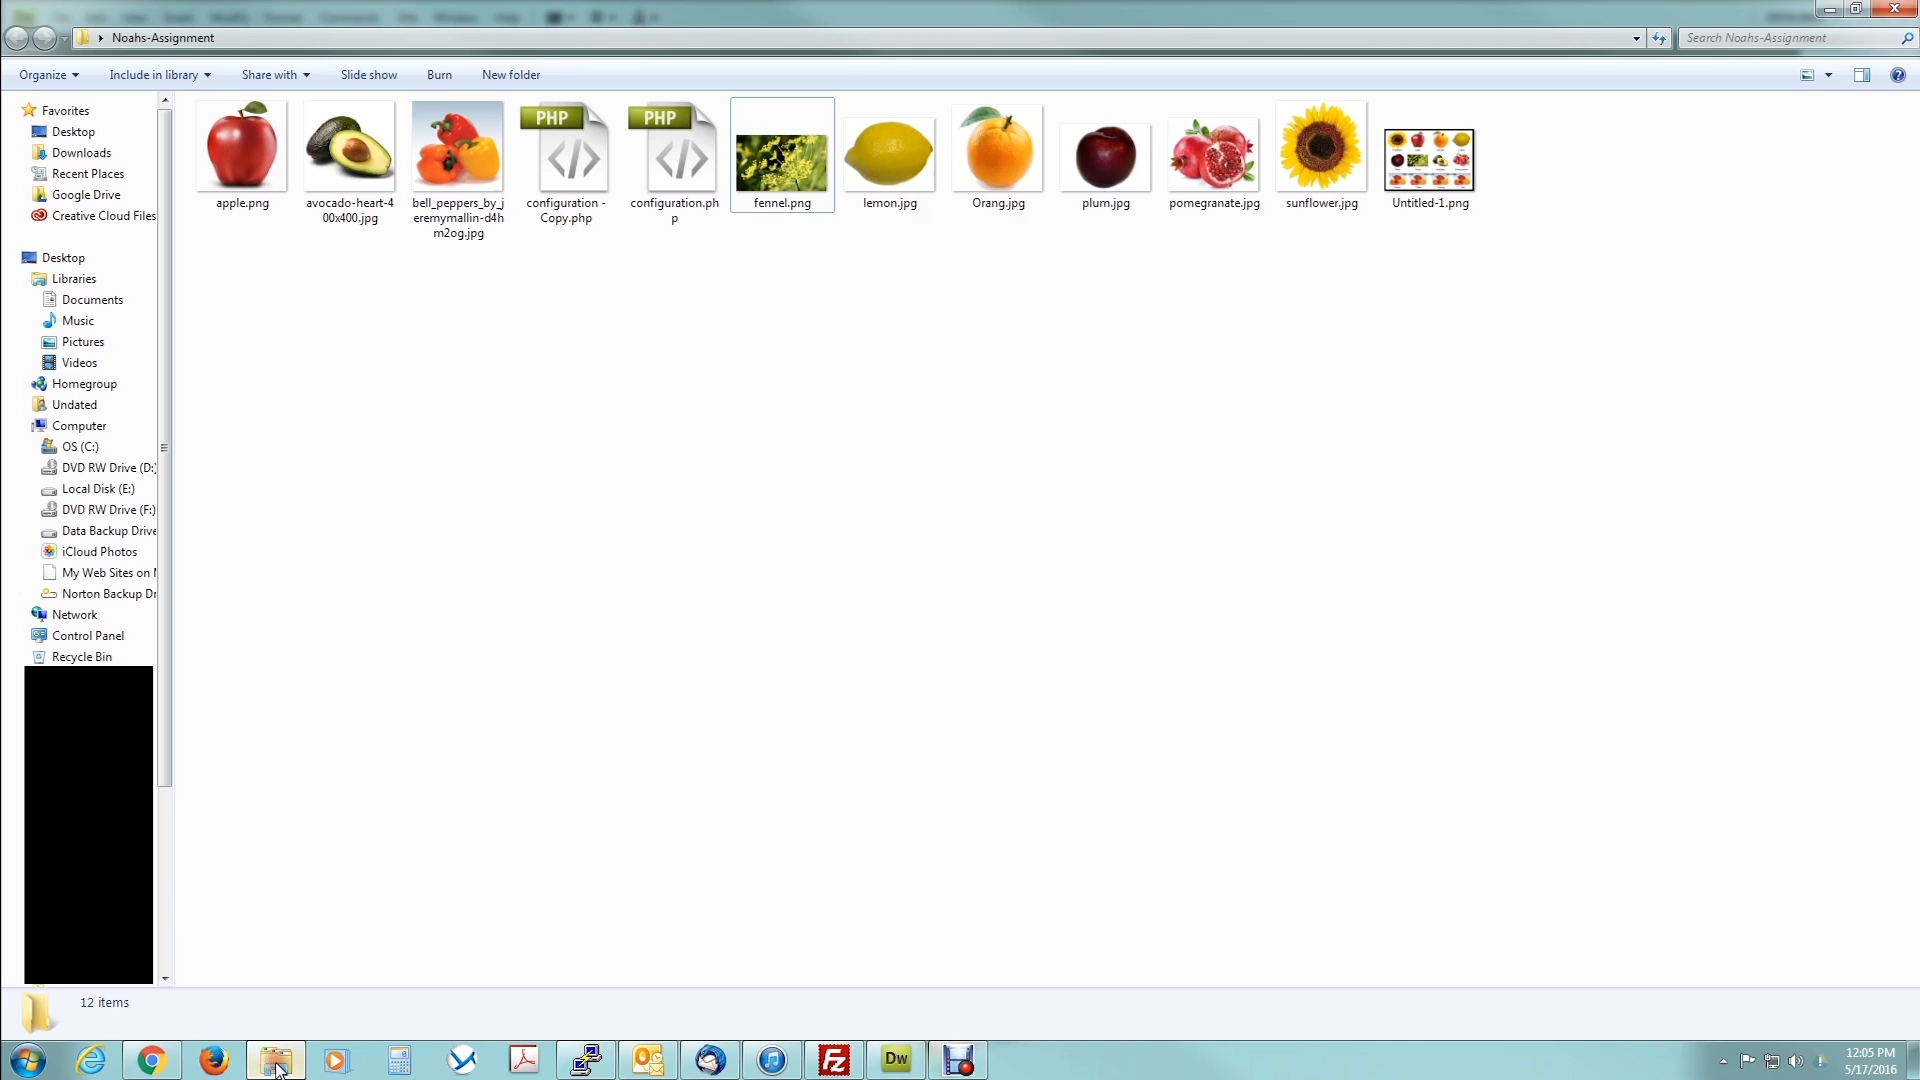 Noahs-Assignment
Search Noahs-Assignment
Organize Include in library Share with Slide show Burn New folder
Favorites
Desktop
Downloads
Recent Places
Google Drive
Creative Cloud Files
Desktop
Libraries
Documents
Music
Pictures
Videos
Homegroup
Undated
Computer
OS (C:)
DVD RW Drive (D:)
Local Disk (E:)
DVD RW Drive (F:)
Data Backup Drive
iCloud Photos
My Web Sites on
Norton Backup Dr
Network
Control Panel
Recycle Bin
PHP
PHP
apple.png
avocado-heart-4
00x400.jpg
bell_peppers_by_j
eremymallin-d4h
m2og.jpg
configuration -
Copy.php
configuration.ph
p
fennel.png
lemon.jpg
Orang.jpg
plum.jpg
pomegranate.jpg
sunflower.jpg
Untitled-1.png
12 items
Dw
12:05 PM
5/17/2016